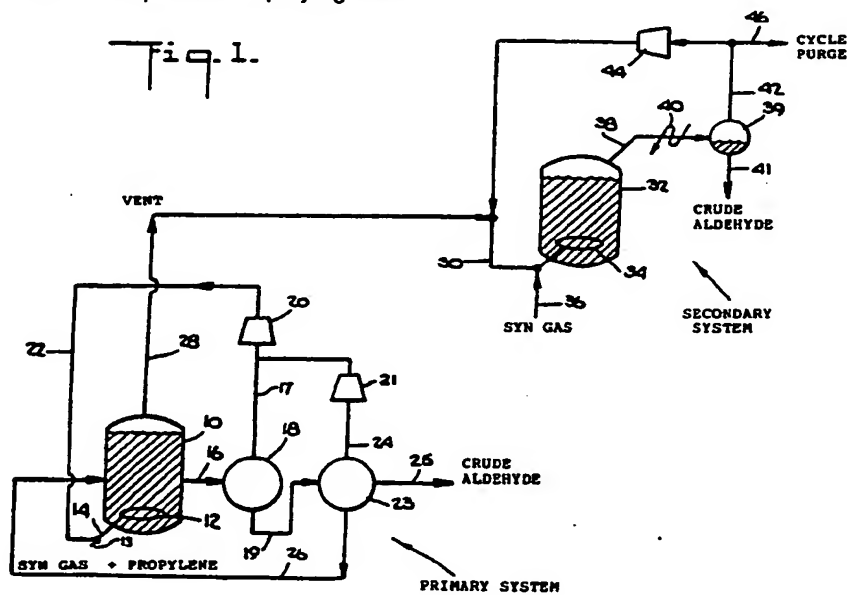 Fig. 1.
46
CYCLE
PURGE
44
42
40
39
38
32
41
CRUDE
ALDEHYDE
VENT
30
34
36
SYN GAS
SECONDARY
SYSTEM
20
22
28
17
21
10
18
24
16
25
CRUDE
ALDEHYDE
23
14
12
13
19
SYN GAS + PROPYLENE
26
PRIMARY SYSTEM